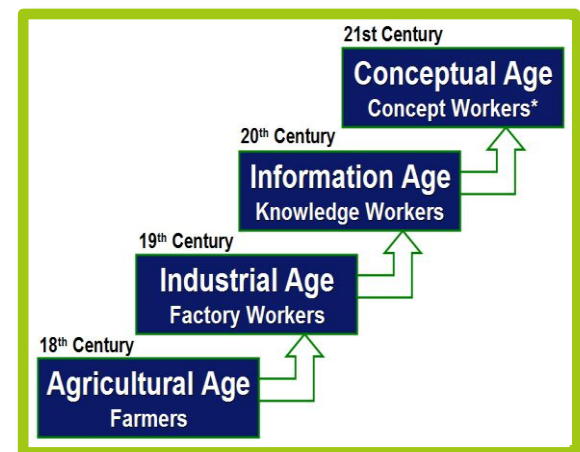 21st Century
Conceptual Age
Concept Workers*
20th Century
Information Age
Knowledge Workers
19th Century
Industrial Age
Factory Workers
18th Century
Agricultural Age
Farmers